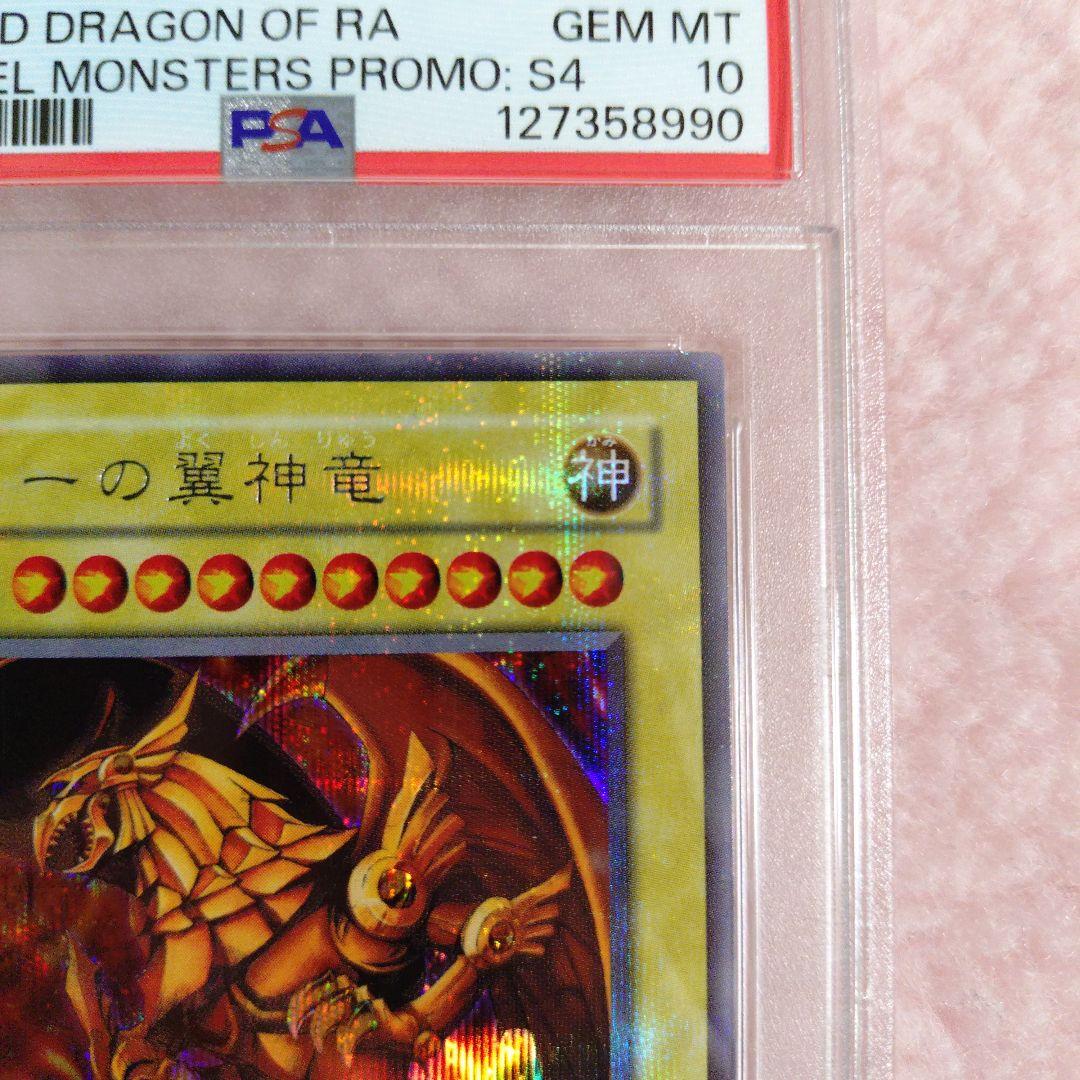 D DRAGON OF RA GEM MT
EL MONSTERS PROMO: S4 10
PSA 127358990
よく しん りゅう かみ
ーの翼神竜 神